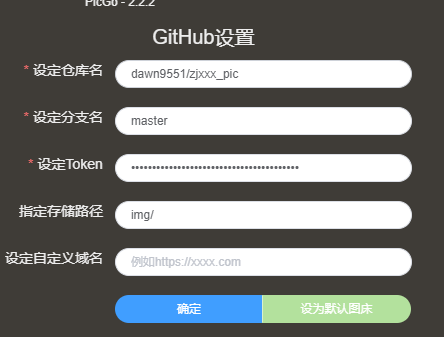 PicGo - 2.2.2
GitHub设置
* 设定仓库名 dawn9551/zjxxx_pic
* 设定分支名 master
* 设定Token ••••••••••••••••••••••••••••••••••••••••
指定存储路径 img/
设定自定义域名 例如https://xxxx.com
确定 设为默认图床